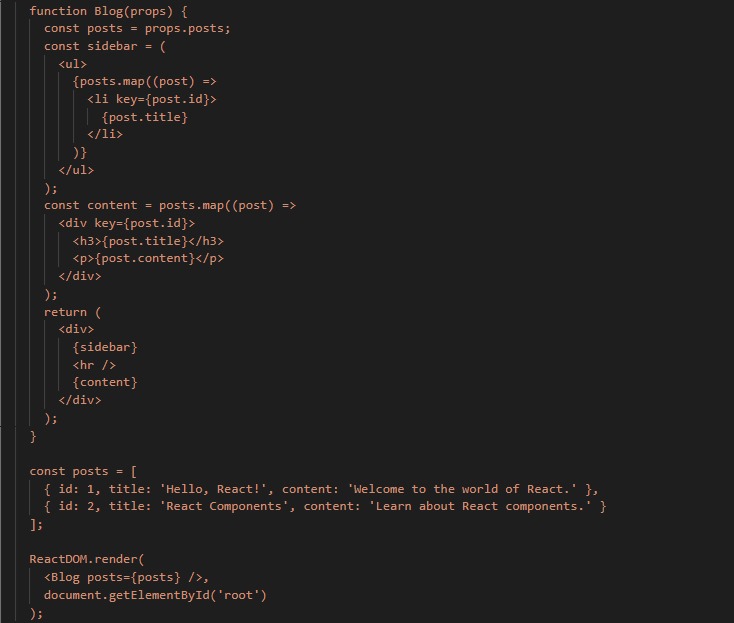 function Blog(props) {
  const posts = props.posts;
  const sidebar = (
    <ul>
      {posts.map((post) =>
        <li key={post.id}>
          {post.title}
        </li>
      )}
    </ul>
  );
  const content = posts.map((post) =>
    <div key={post.id}>
      <h3>{post.title}</h3>
      <p>{post.content}</p>
    </div>
  );
  return (
    <div>
      {sidebar}
      <hr />
      {content}
    </div>
  );
}

const posts = [
  { id: 1, title: 'Hello, React!', content: 'Welcome to the world of React.' },
  { id: 2, title: 'React Components', content: 'Learn about React components.' }
];

ReactDOM.render(
  <Blog posts={posts} />,
  document.getElementById('root')
);